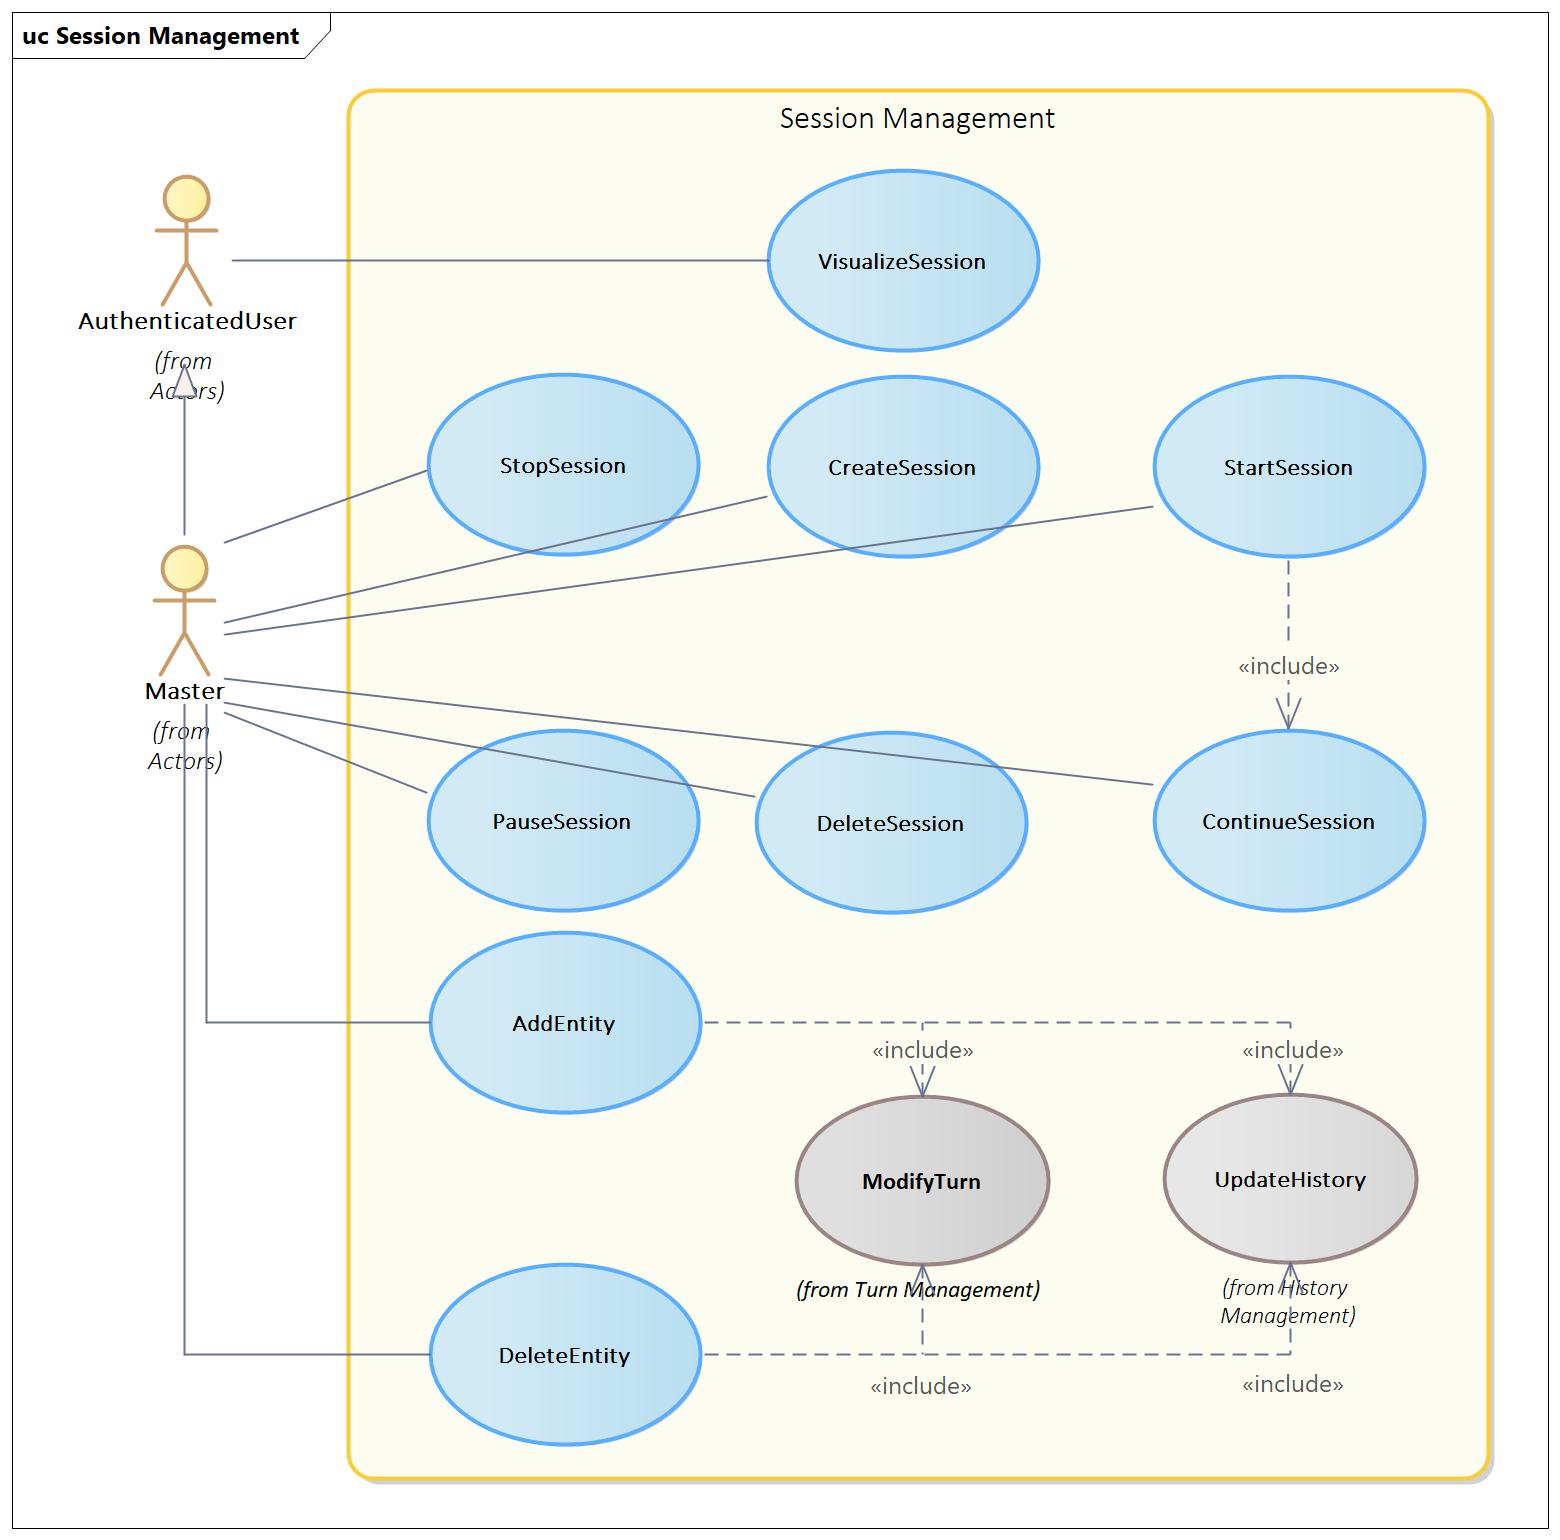 uc Session Management
Session Management
VisualizeSession
AuthenticatedUser
(from
Actors)
StopSession
CreateSession
StartSession
«include»
Master
(from
Actors)
PauseSession
DeleteSession
ContinueSession
AddEntity
«include»
«include»
ModifyTurn
UpdateHistory
(from Turn Management)
(from History
Management)
DeleteEntity
«include»
«include»